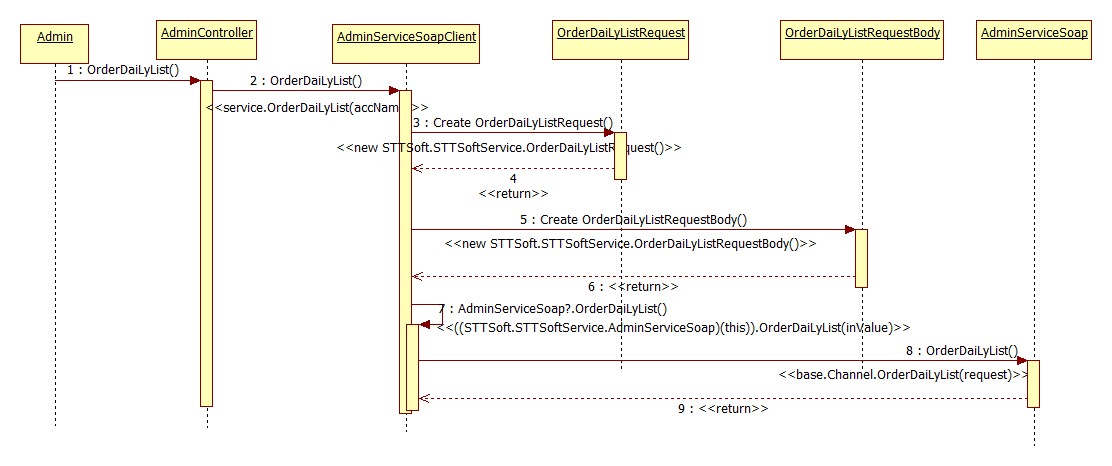 Admin
AdminController
AdminServiceSoapClient
OrderDaiLyListRequest
OrderDaiLyListRequestBody
AdminServiceSoap
1 : OrderDaiLyList()
2 : OrderDaiLyList()
<<service.OrderDaiLyList(accNam >>
3 : Create OrderDaiLyListRequest()
<<new STTSoft.STTSoftService.OrderDaiLyListRequest()>>
4
<<return>>
5 : Create OrderDaiLyListRequestBody()
<<new STTSoft.STTSoftService.OrderDaiLyListRequestBody()>>
6 : <<return>>
7 : AdminServiceSoap?.OrderDaiLyList()
<<((STTSoft.STTSoftService.AdminServiceSoap)(this)).OrderDaiLyList(inValue)>>
8 : OrderDaiLyList()
<<base.Channel.OrderDaiLyList(request)>>
9 : <<return>>